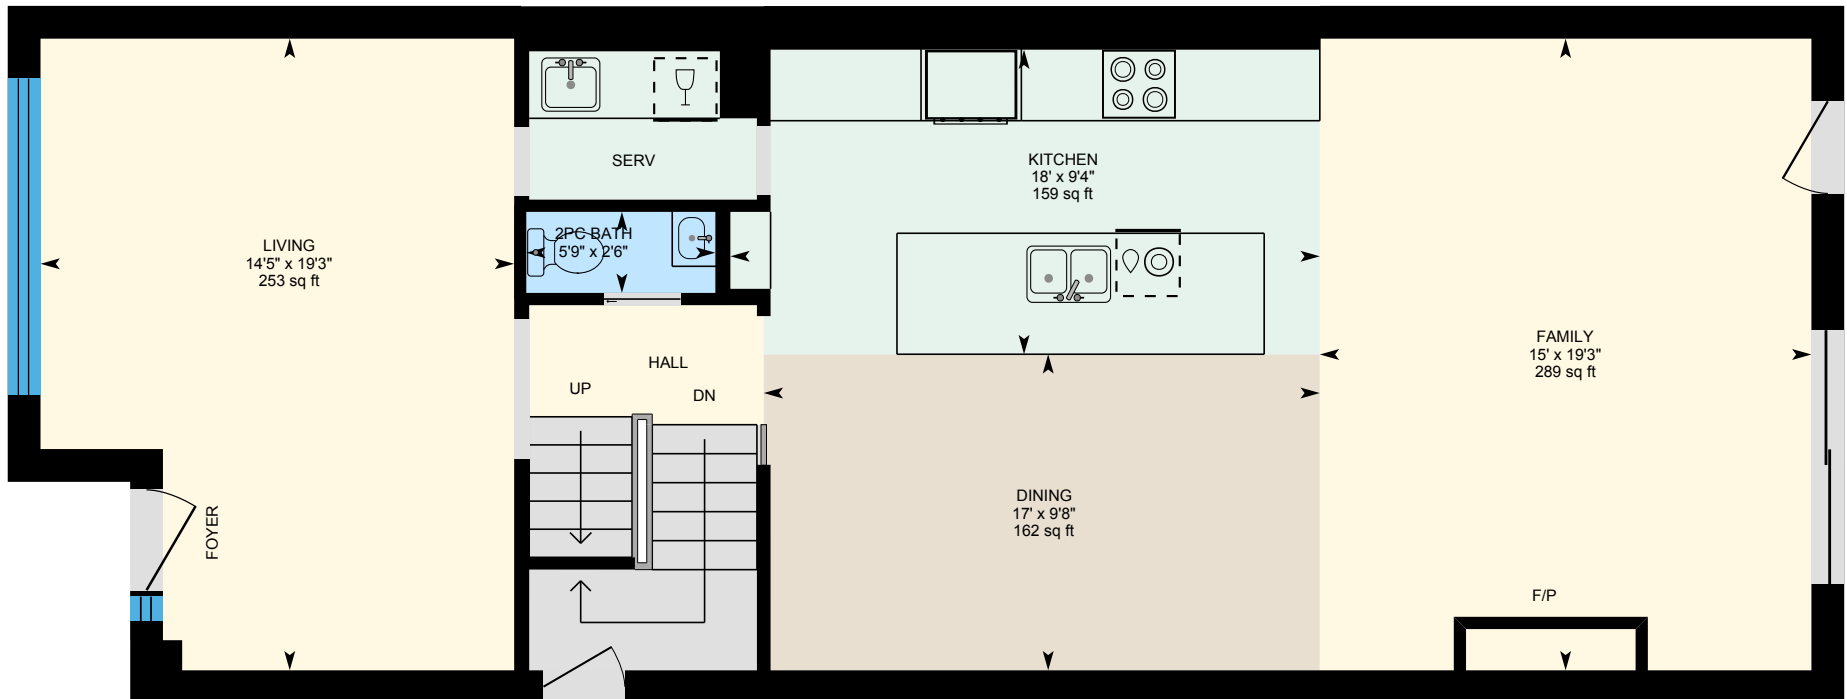 LIVING
14'5" x 19'3"
253 sq ft
FOYER
SERV
2PC BATH
5'9" x 2'6"
HALL
UP
DN
KITCHEN
18' x 9'4"
159 sq ft
DINING
17' x 9'8"
162 sq ft
FAMILY
15' x 19'3"
289 sq ft
F/P